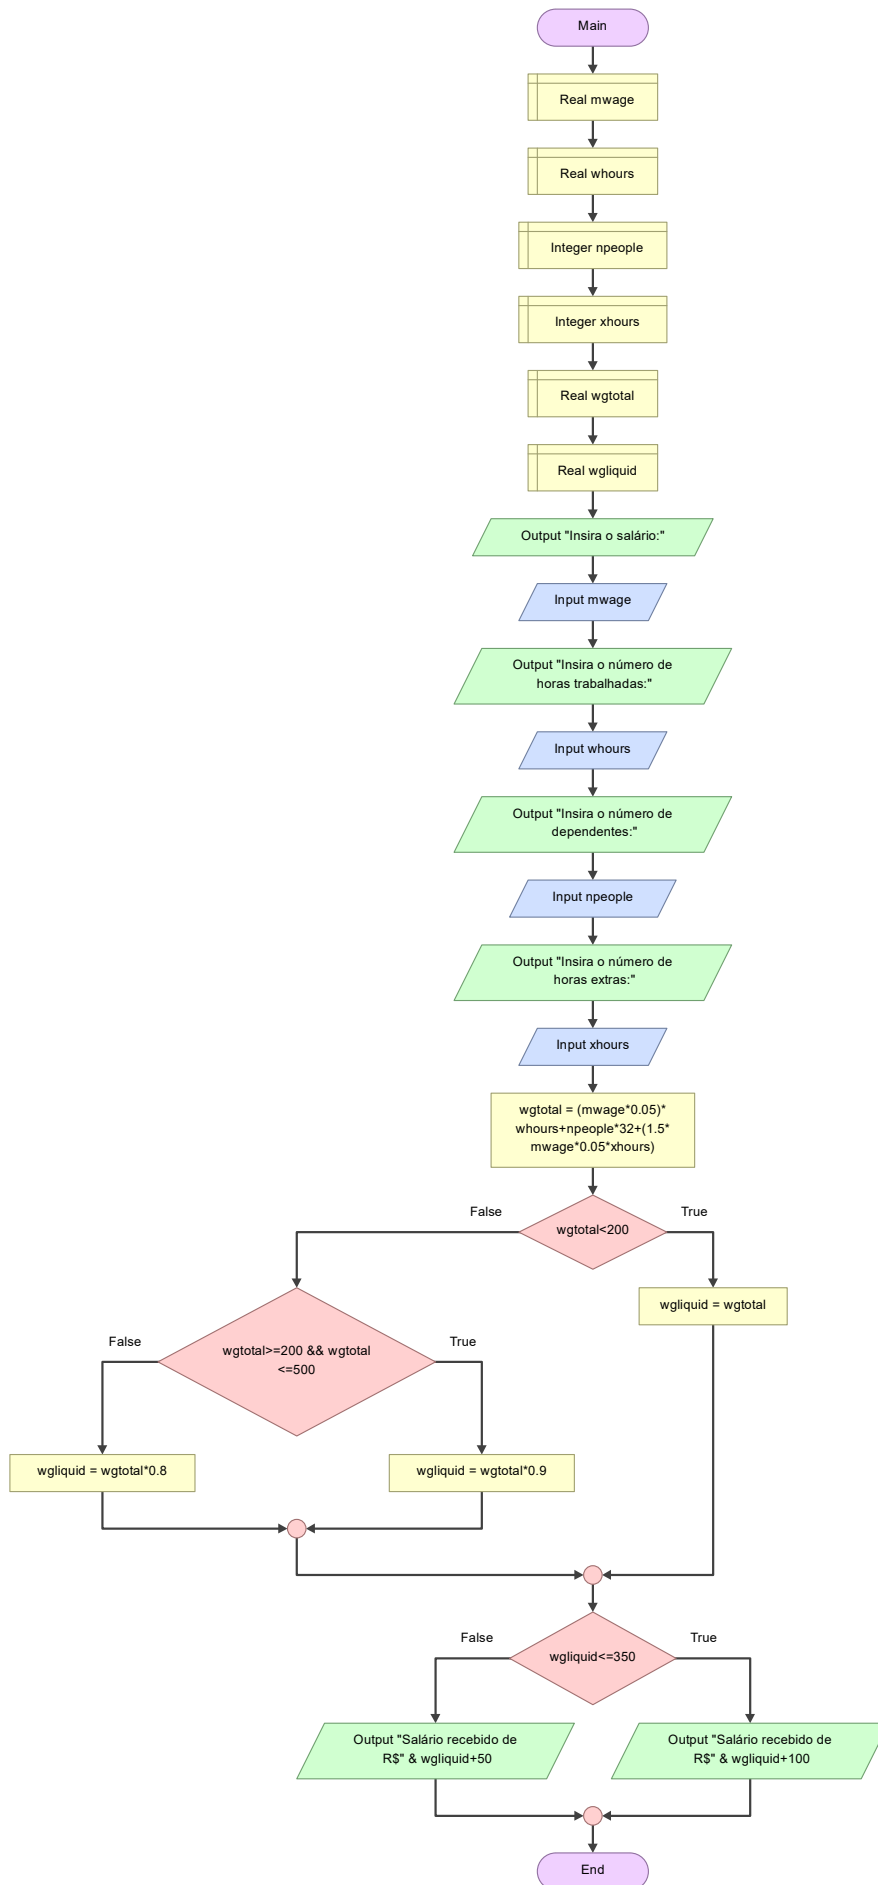 Main
Real mwage
Real whours
Integer npeople
Integer xhours
Real wgtotal
Real wgliquid
Output "Insira o salário:"
Input mwage
Output "Insira o número de
horas trabalhadas:"
Input whours
Output "Insira o número de
dependentes:"
Input npeople
Output "Insira o número de
horas extras:"
Input xhours
wgtotal = (mwage*0.05)*
whours+npeople*32+(1.5*
mwage*0.05*xhours)
False
True
wgtotal<200
wgliquid = wgtotal
False
True
wgtotal>=200 && wgtotal
<=500
wgliquid = wgtotal*0.8
wgliquid = wgtotal*0.9
False
True
wgliquid<=350
Output "Salário recebido de
R$" & wgliquid+50
Output "Salário recebido de
R$" & wgliquid+100
End